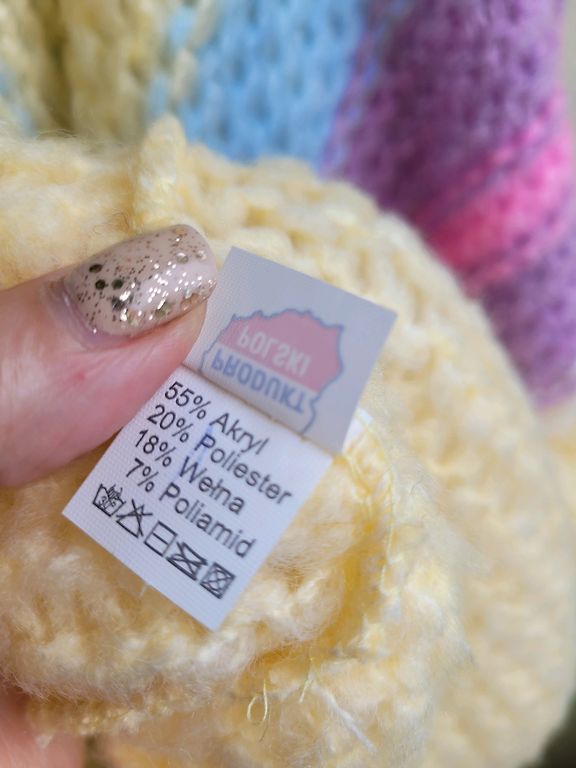 PRODUKT
POLSKI
55% Akryl
20% Poliester
18% Wełna
7% Poliamid